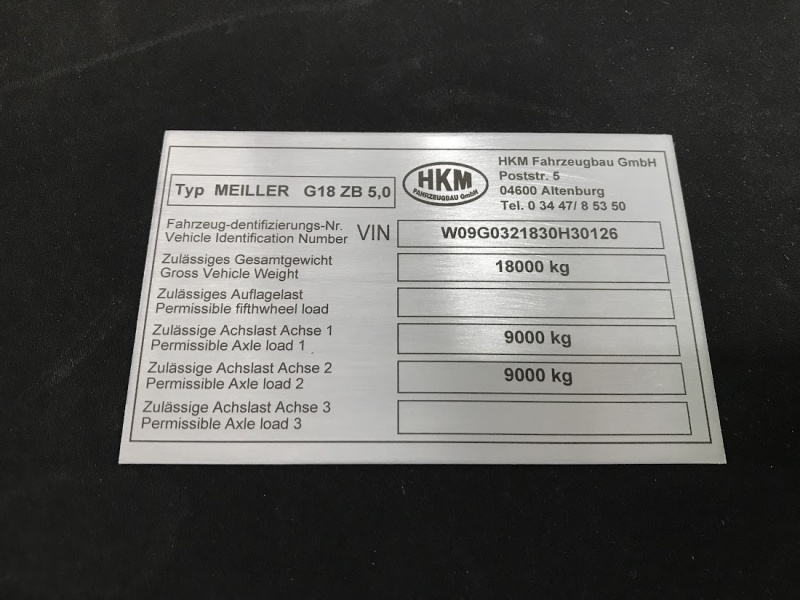 Typ MEILLER G18 ZB 5,0
HKM
FAHRZEUGBAU GmbH
HKM Fahrzeugbau GmbH
Poststr. 5
04600 Altenburg
Tel. 0 34 47/ 8 53 50
Fahrzeug-dentifizierungs-Nr.
Vehicle Identification Number VIN
W09G0321830H30126
Zulässiges Gesamtgewicht
Gross Vehicle Weight
18000 kg
Zulässiges Auflagelast
Permissible fifthwheel load
Zulässige Achslast Achse 1
Permissible Axle load 1
9000 kg
Zulässige Achslast Achse 2
Permissible Axle load 2
9000 kg
Zulässige Achslast Achse 3
Permissible Axle load 3